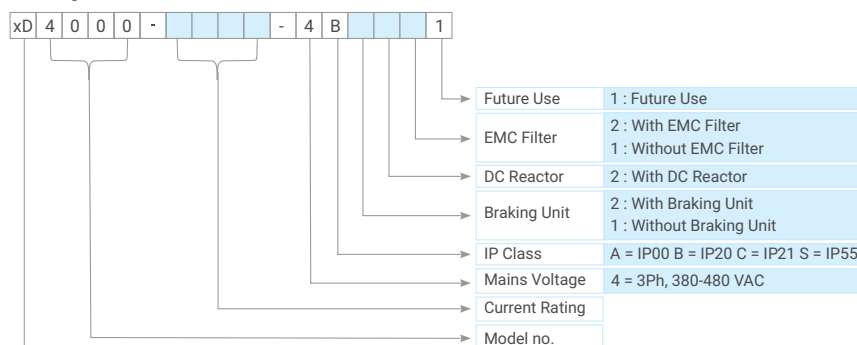 xD 4 0 0 0 - - 4 B 1
Future Use 1 : Future Use
EMC Filter 2 : With EMC Filter
1 : Without EMC Filter
DC Reactor 2 : With DC Reactor
Braking Unit 2 : With Braking Unit
1 : Without Braking Unit
IP Class A = IP00 B = IP20 C = IP21 S = IP55
Mains Voltage 4 = 3Ph, 380-480 VAC
Current Rating
Model no.